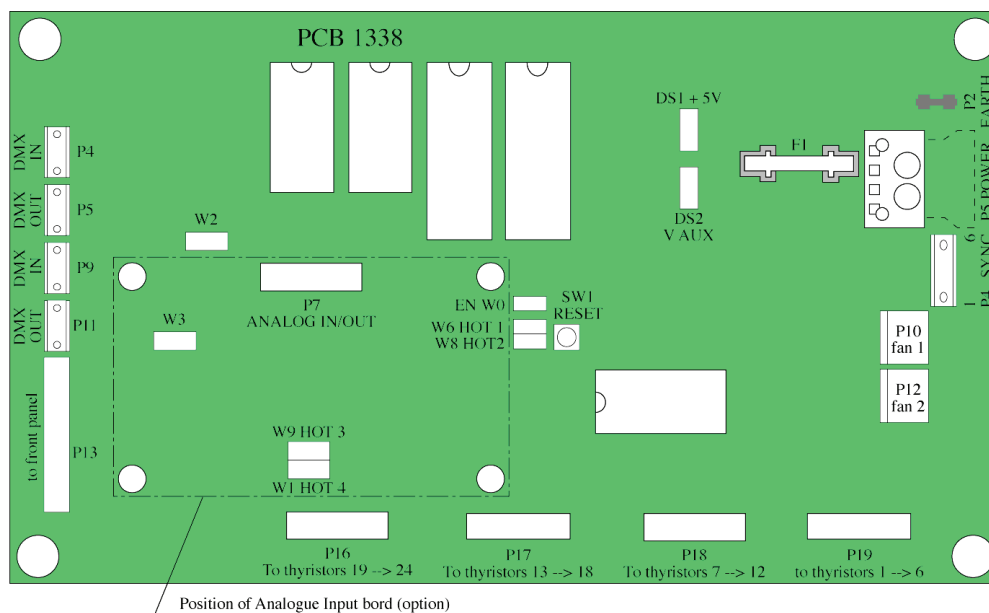 PCB 1338
DS1 + 5V
F1
P2
EARTH
DMX
IN
P4
DMX
OUT
P5
W2
DS2
V AUX
P5 POWER
6
DMX
IN
P9
P7
ANALOG IN/OUT
EN W0
SW1
RESET
1
P4 SYNC
DMX
OUT
P11
W3
W6 HOT 1
W8 HOT2
P10
fan 1
P12
fan 2
to front panel
P13
W9 HOT 3
W1 HOT 4
P16
To thyristors 19 --> 24
P17
To thyristors 13 --> 18
P18
To thyristors 7 --> 12
P19
to thyristors 1 --> 6
Position of Analogue Input bord (option)